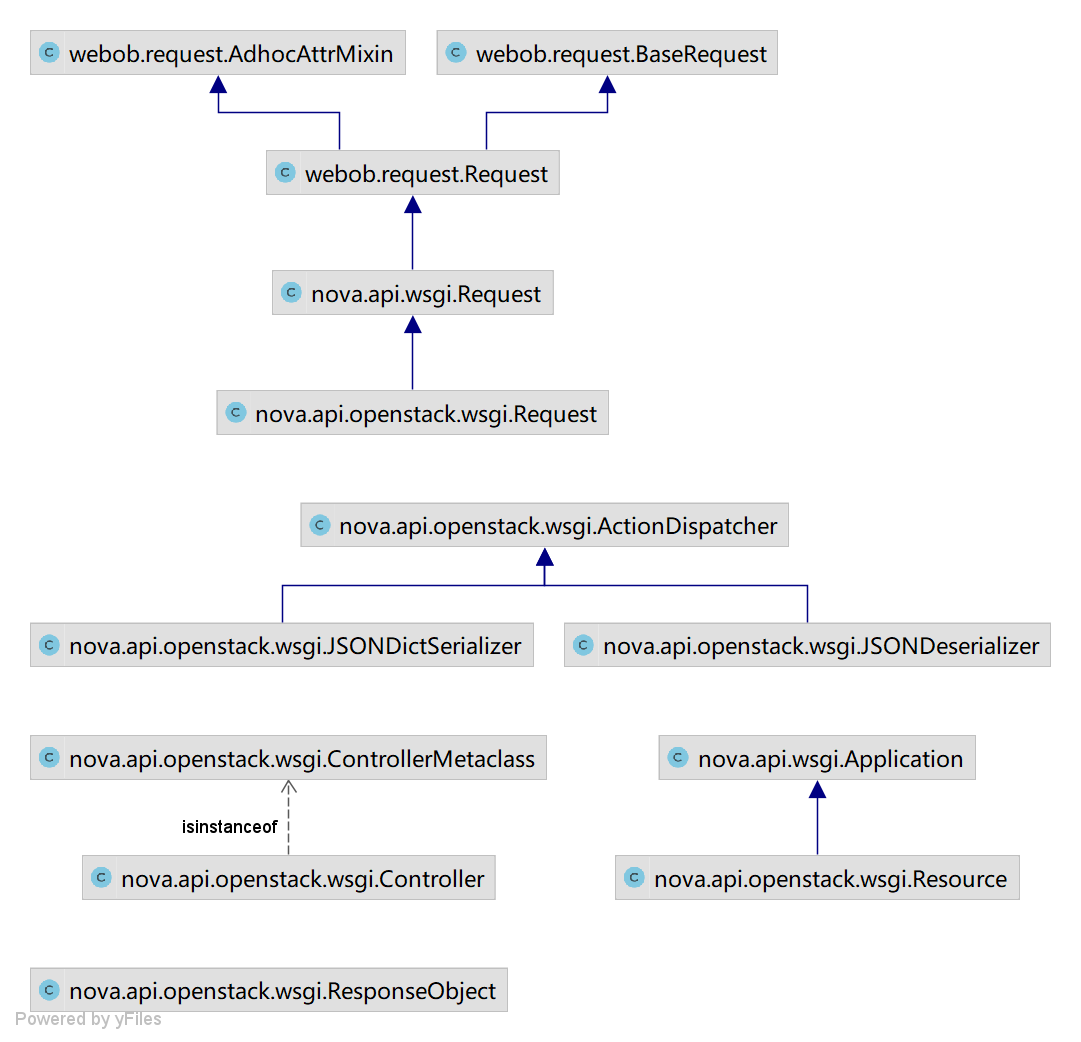 C webob.request.AdhocAttrMixin
C webob.request.BaseRequest
C webob.request.Request
C nova.api.wsgi.Request
C nova.api.openstack.wsgi.Request
C nova.api.openstack.wsgi.ActionDispatcher
C nova.api.openstack.wsgi.JSONDictSerializer
C nova.api.openstack.wsgi.JSONDeserializer
C nova.api.openstack.wsgi.ControllerMetaclass
C nova.api.wsgi.Application
isinstanceof
C nova.api.openstack.wsgi.Controller
C nova.api.openstack.wsgi.Resource
C nova.api.openstack.wsgi.ResponseObject
Powered by yFiles